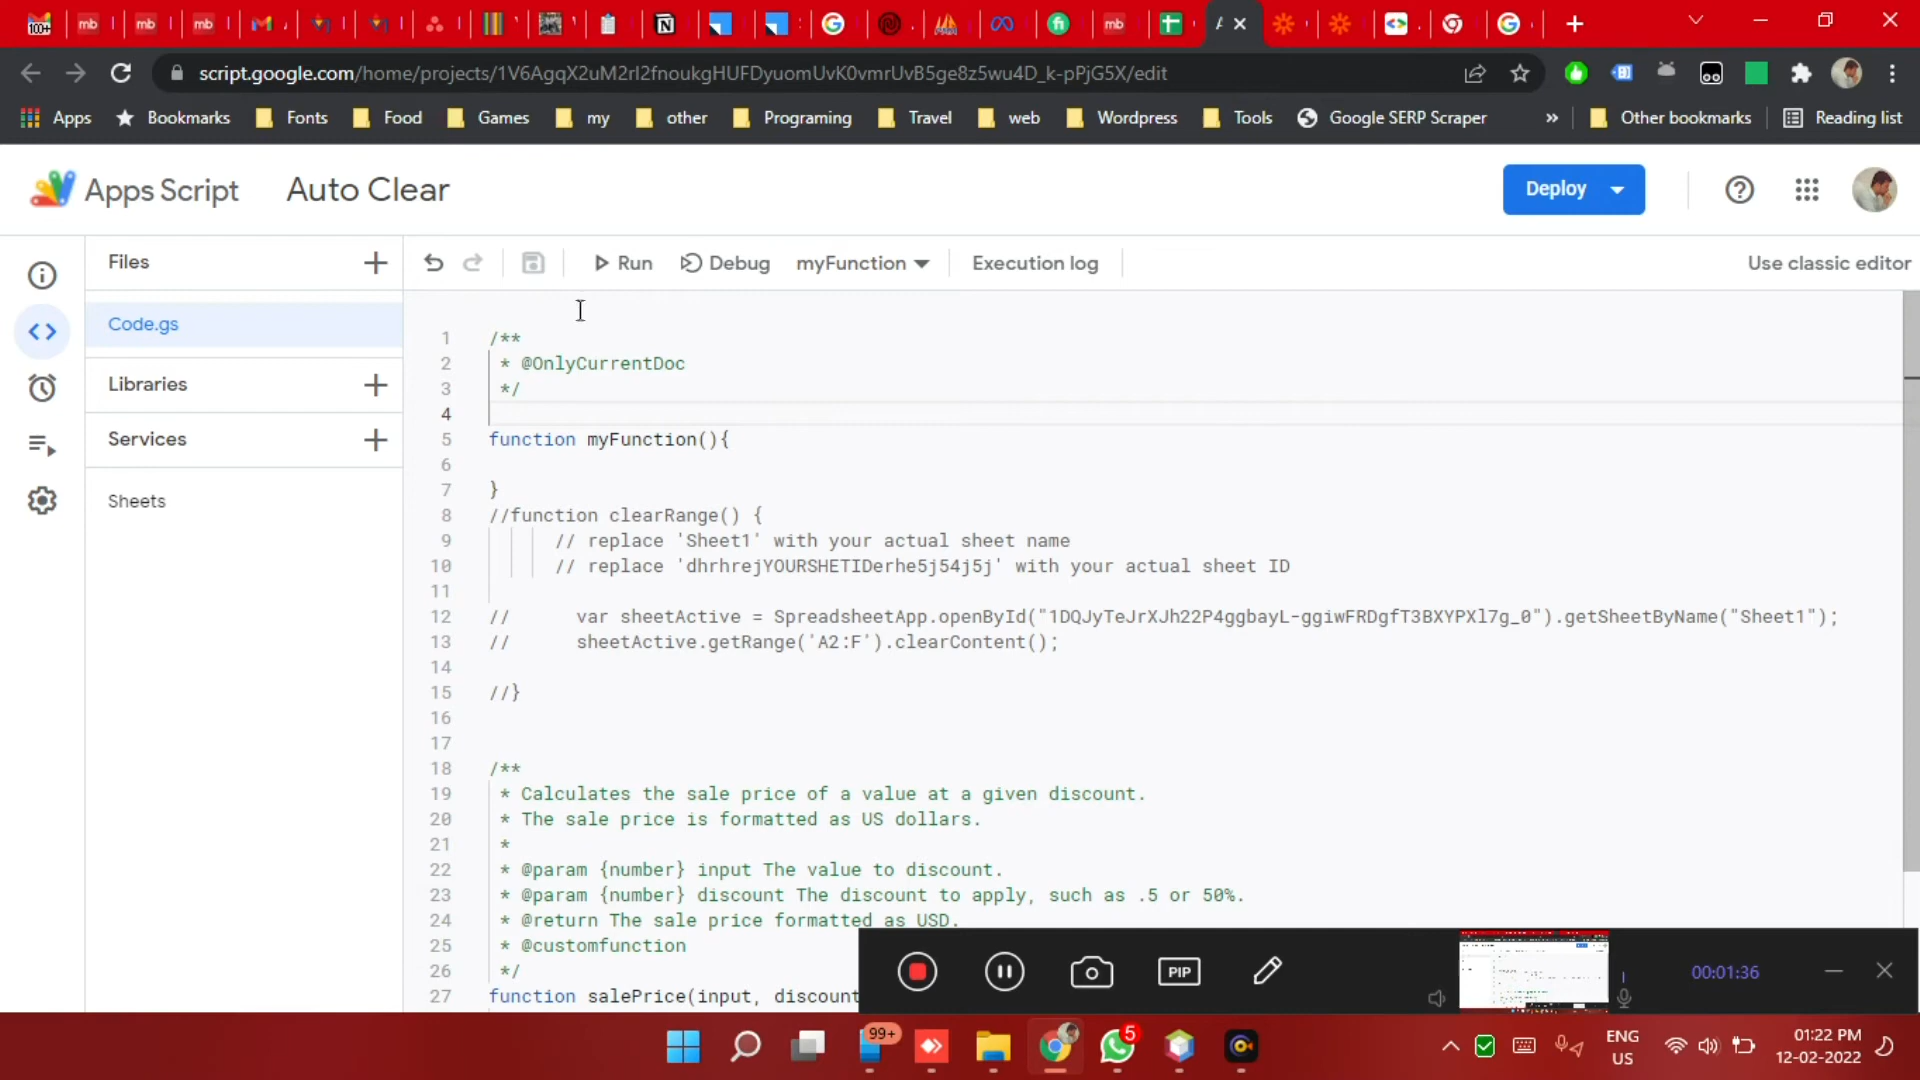 100+ mb mb mb
script.google.com/home/projects/1V6AgqX2uM2rI2fnoukgHUFDyuomUvK0vmrUvB5ge8z5wu4D_k-pPjG5X/edit
Apps Bookmarks Fonts Food Games my other Programing Travel web Wordpress Tools Google SERP Scraper » Other bookmarks Reading list
Apps Script Auto Clear Deploy
Files Run Debug myFunction Execution log Use classic editor
Code.gs
Libraries
Services
Sheets
1 /**
2 * @OnlyCurrentDoc
3 */
4
5 function myFunction(){
6
7 }
8 //function clearRange() {
9 // replace 'Sheet1' with your actual sheet name
10 // replace 'dhrhrejYOURSHETIDerhe5j54j5j' with your actual sheet ID
11
12 // var sheetActive = SpreadsheetApp.openById("1DQJyTeJrXJh22P4ggbayL-ggiwFRDgfT3BXYPXl7g_0").getSheetByName("Sheet1");
13 // sheetActive.getRange('A2:F').clearContent();
14
15 //}
16
17
18 /**
19 * Calculates the sale price of a value at a given discount.
20 * The sale price is formatted as US dollars.
21 *
22 * @param {number} input The value to discount.
23 * @param {number} discount The discount to apply, such as .5 or 50%.
24 * @return The sale price formatted as USD.
25 * @customfunction
26 */
27 function salePrice(input, discount
PIP 00:01:36
99+ 5 ENG US 01:22 PM 12-02-2022